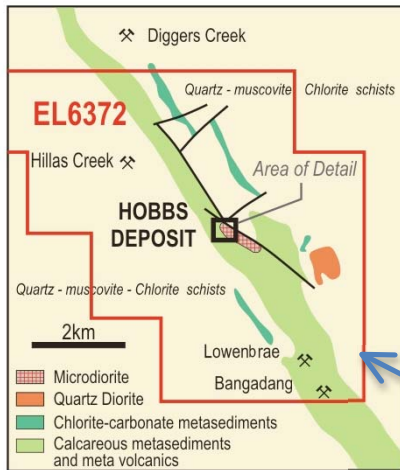 Diggers Creek
Quartz - muscovite Chlorite schists
EL6372
Hillas Creek
Area of Detail
HOBBS
DEPOSIT
Quartz - muscovite - Chlorite schists
2km
Lowenbrae
Bangadang
Microdiorite
Quartz Diorite
Chlorite-carbonate metasediments
Calcareous metasediments
and meta volcanics